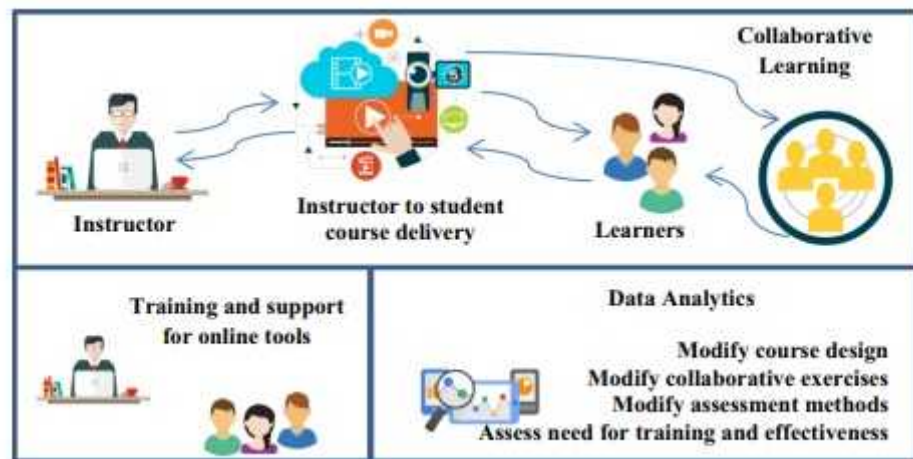 Collaborative
Learning
Instructor
Instructor to student
course delivery
Learners
Training and support
for online tools
Data Analytics
Modify course design
Modify collaborative exercises
Modify assessment methods
Assess need for training and effectiveness